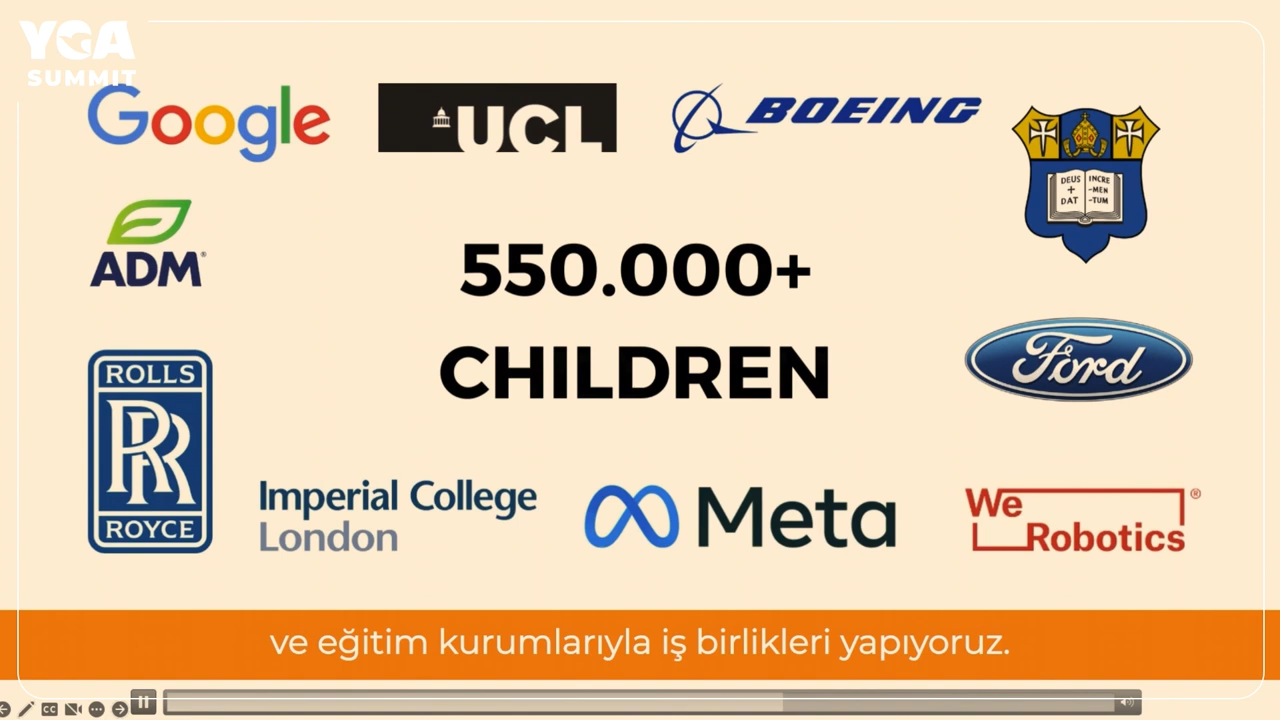 YGA
SUMMIT
Google
UCL
BOEING
DEUS INCRE
+ -MEN
DAT -TUM
ADM®
550.000+
CHILDREN
Ford
ROLLS
RR
ROYCE
Imperial College
London
Meta
We ®
Robotics
ve eğitim kurumlarıyla iş birlikleri yapıyoruz.
CC